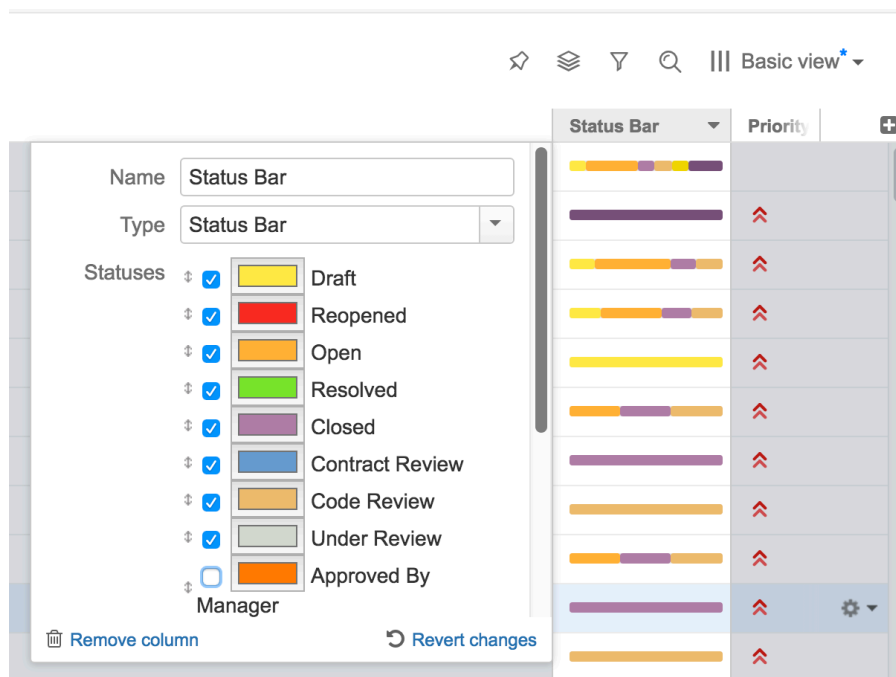 Basic view*
Status Bar
Priority
Name
Status Bar
Type
Status Bar
Statuses
Draft
Reopened
Open
Resolved
Closed
Contract Review
Code Review
Under Review
Approved By
Manager
Remove column
Revert changes